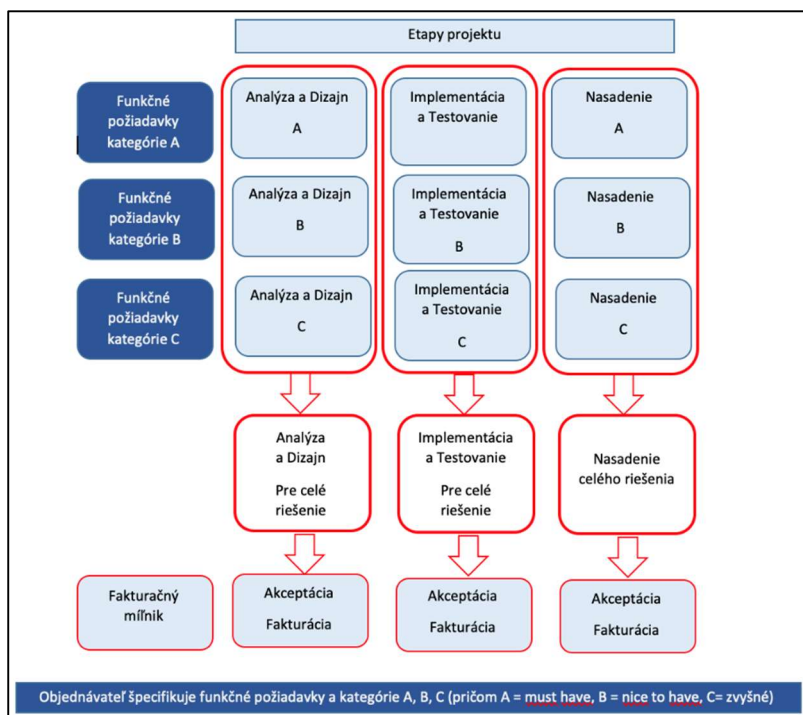 Etapy projektu
Funkčné
požiadavky
kategórie A
Analýza a Dizajn
A
Implementácia
a Testovanie
Nasadenie
A
Funkčné
požiadavky
kategórie B
Analýza a Dizajn
B
Implementácia
a Testovanie
B
Nasadenie
B
Funkčné
požiadavky
kategórie C
Analýza a Dizajn
C
Implementácia
a Testovanie
C
Nasadenie
C
Analýza
a Dizajn
Pre celé
riešenie
Implementácia
a Testovanie
Pre celé
riešenie
Nasadenie
celého riešenia
Fakturačný
míľnik
Akceptácia
Fakturácia
Akceptácia
Fakturácia
Akceptácia
Fakturácia
Objednávateľ špecifikuje funkčné požiadavky a kategórie A, B, C (pričom A = must have, B = nice to have, C= zvyšné)